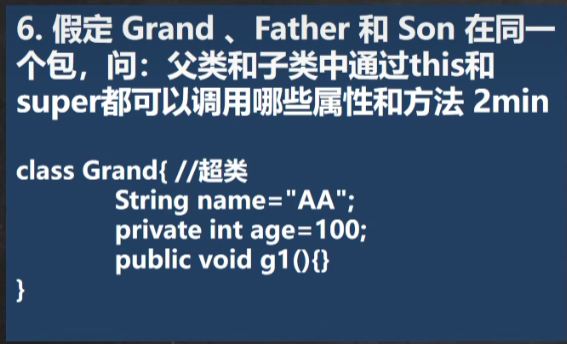 6. 假定 Grand 、Father 和 Son 在同一
个包，问：父类和子类中通过this和
super都可以调用哪些属性和方法 2min
class Grand{ //超类
String name="AA";
private int age=100;
public void g1(){}
}